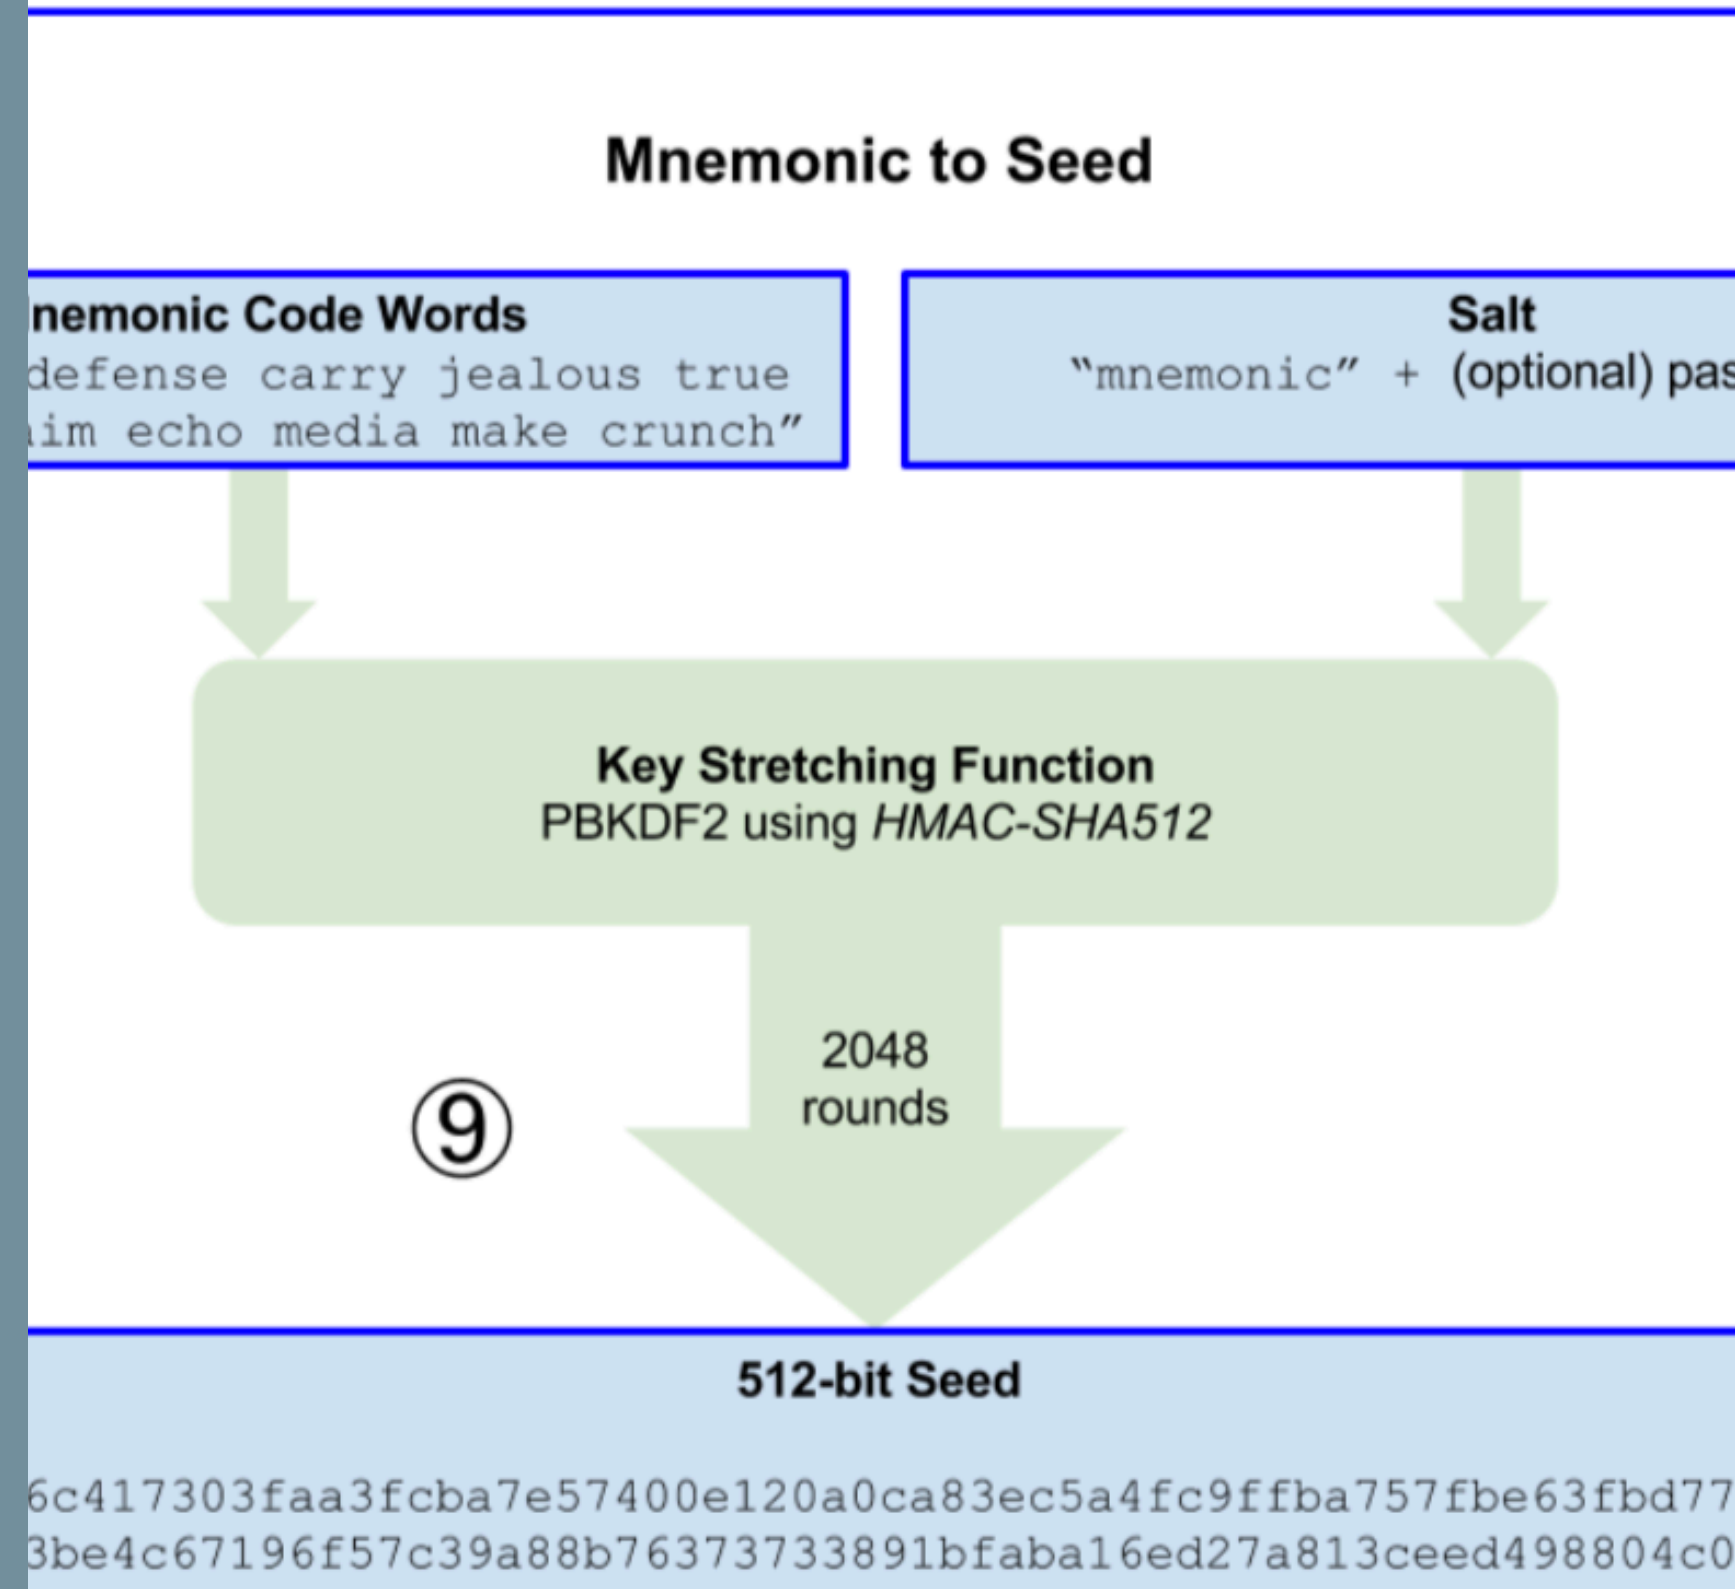 Mnemonic to Seed
nemonic Code Words
defense carry jealous true
echo media make crunch”
Salt
“mnemonic” + (optional) pas
Key Stretching Function
PBKDF2 using HMAC-SHA512
2048
rounds
9
512-bit Seed
6c417303faa3fcba7e57400e120a0ca83ec5a4fc9ffba757fbe63fbd77
3be4c67196f57c39a88b76373733891bfaba16ed27a813ceed498804c0